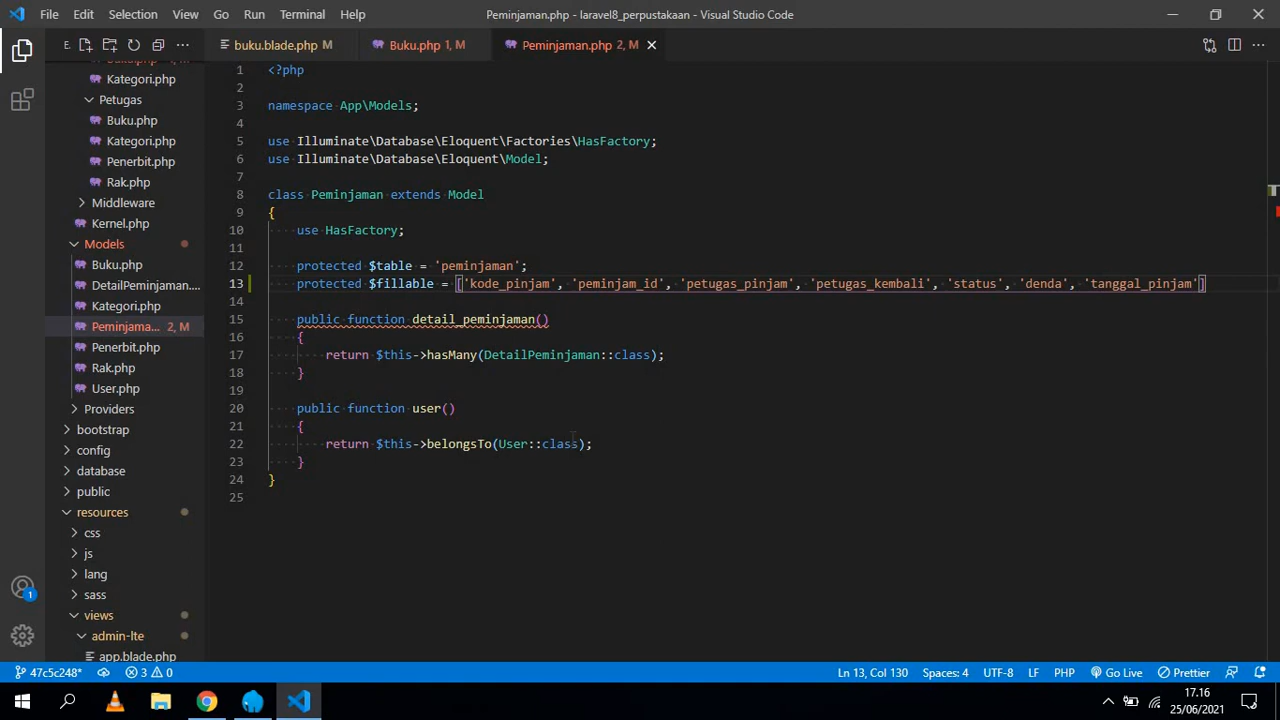 File Edit Selection View Go Run Terminal Help
Peminjaman.php - laravel8_perpustakaan - Visual Studio Code
E.
buku.blade.php M
Buku.php 1, M
Peminjaman.php 2, M
Kategori.php
Petugas
Buku.php
Kategori.php
Penerbit.php
Rak.php
Middleware
Kernel.php
Models
Buku.php
DetailPeminjaman....
Kategori.php
Peminjama... 2, M
Penerbit.php
Rak.php
User.php
Providers
bootstrap
config
database
public
resources
css
js
lang
sass
views
admin-lte
app.blade.php
1 <?php
2
3 namespace App\Models;
4
5 use Illuminate\Database\Eloquent\Factories\HasFactory;
6 use Illuminate\Database\Eloquent\Model;
7
8 class Peminjaman extends Model
9 {
10 use HasFactory;
11
12 protected $table = 'peminjaman';
13 protected $fillable = ['kode_pinjam', 'peminjam_id', 'petugas_pinjam', 'petugas_kembali', 'status', 'denda', 'tanggal_pinjam']
14
15 public function detail_peminjaman()
16 {
17 return $this->hasMany(DetailPeminjaman::class);
18 }
19
20 public function user()
21 {
22 return $this->belongsTo(User::class);
23 }
24 }
25
1
47c5c248* 3 0
Ln 13, Col 130 Spaces: 4 UTF-8 LF PHP Go Live Prettier
17.16
25/06/2021